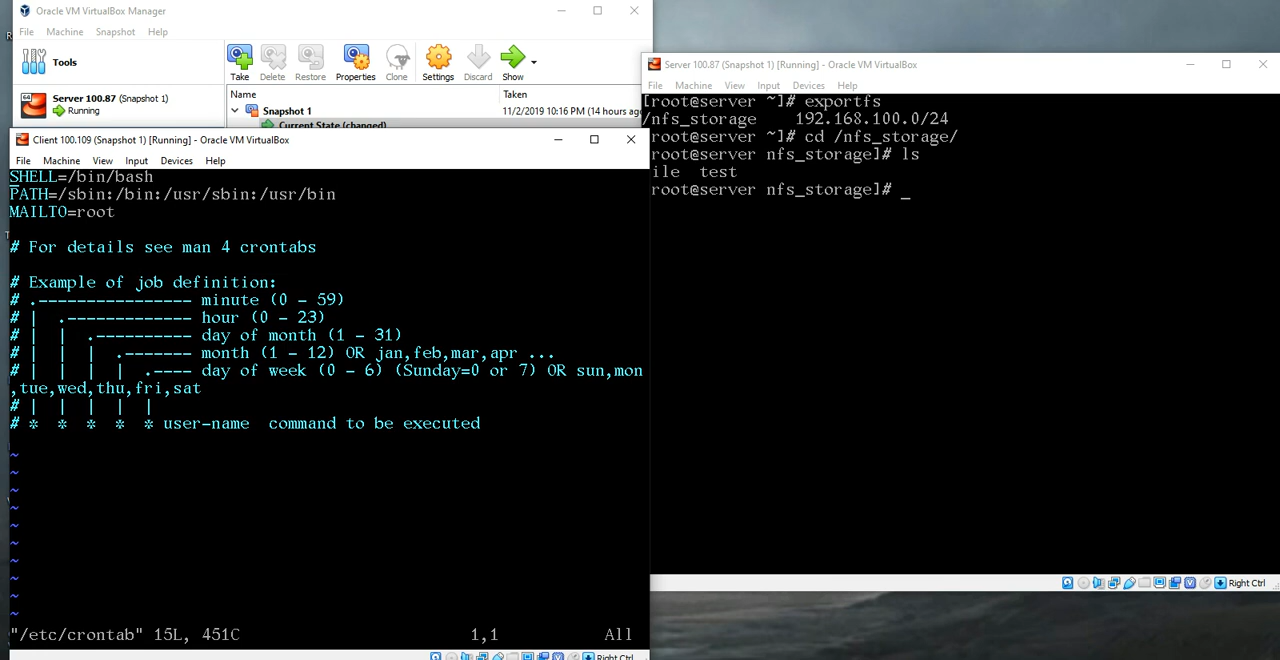 Oracle VM VirtualBox Manager
File Machine Snapshot Help
Tools
Take Delete Restore Properties Clone Settings Discard Show
Server 100.87 (Snapshot 1)
Running
Name Taken
Snapshot 1 11/2/2019 10:16 PM (14 hours ago
Current State (changed)
Client 100.109 (Snapshot 1) [Running] - Oracle VM VirtualBox
File Machine View Input Devices Help
SHELL=/bin/bash
PATH=/sbin:/bin:/usr/sbin:/usr/bin
MAILTO=root
# For details see man 4 crontabs
# Example of job definition:
# .---------------- minute (0 - 59)
# | .------------- hour (0 - 23)
# | | .---------- day of month (1 - 31)
# | | | .------- month (1 - 12) OR jan,feb,mar,apr ...
# | | | | .---- day of week (0 - 6) (Sunday=0 or 7) OR sun,mon
,tue,wed,thu,fri,sat
# | | | | |
# * * * * * user-name command to be executed
~
~
~
~
~
~
~
~
~
~
"/etc/crontab" 15L, 451C 1,1 All
Right Ctrl
Server 100.87 (Snapshot 1) [Running] - Oracle VM VirtualBox
File Machine View Input Devices Help
[root@server ~]# exportfs
/nfs_storage 192.168.100.0/24
[root@server ~]# cd /nfs_storage/
root@server nfs_storage]# ls
ile test
root@server nfs_storage]# _
Right Ctrl